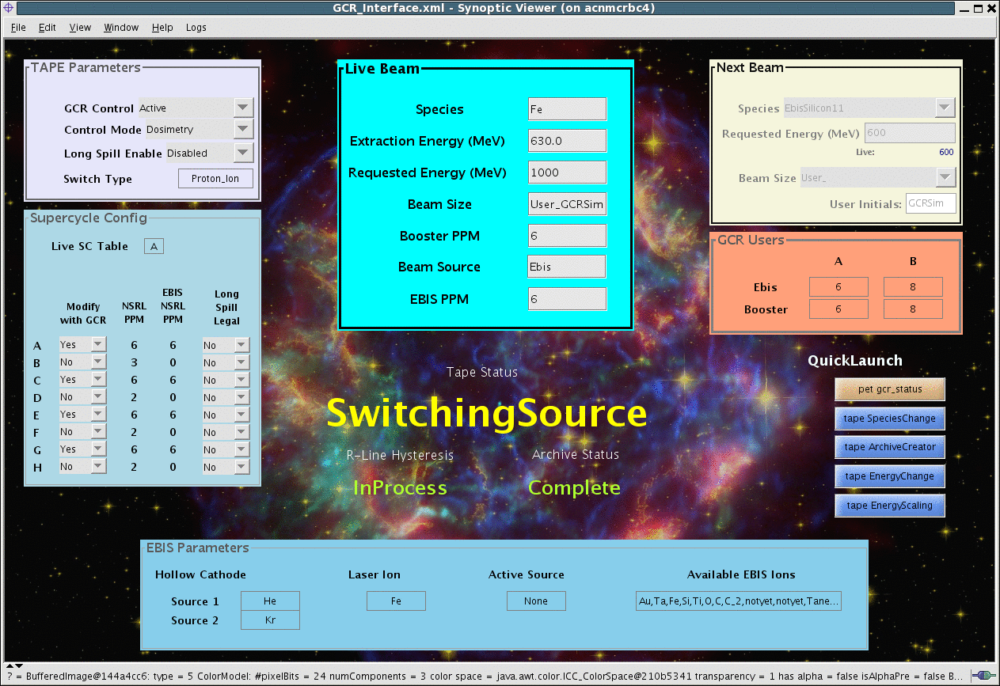 GCR_Interface.xml - Synoptic Viewer (on acnmcrbc4)
File Edit View Window Help Logs
TAPE Parameters
GCR Control Active
Control Mode Dosimetry
Long Spill Enable Disabled
Switch Type Proton_Ion
Supercycle Config
Live SC Table A
Modify with GCR NSRL PPM EBIS NSRL PPM Long Spill Legal
A Yes 6 6 No
B No 3 0 No
C Yes 6 6 No
D No 2 0 No
E Yes 6 6 No
F No 2 0 No
G Yes 6 6 No
H No 2 0 No
Live Beam
Species Fe
Extraction Energy (MeV) 630.0
Requested Energy (MeV) 1000
Beam Size User_GCRSim
Booster PPM 6
Beam Source Ebis
EBIS PPM 6
Tape Status
SwitchingSource
R-Line Hysteresis Archive Status
InProcess Complete
Next Beam
Species EbisSilicon11
Requested Energy (MeV) 600
Live: 600
Beam Size User_
User Initials: GCRSim
GCR Users
A B
Ebis 6 8
Booster 6 8
QuickLaunch
pet gcr_status
tape SpeciesChange
tape ArchiveCreator
tape EnergyChange
tape EnergyScaling
EBIS Parameters
Hollow Cathode Laser Ion Active Source Available EBIS Ions
Source 1 He Fe None Au,Ta,Fe,Si,Ti,O,C,C_2,notyet,notyet,Tane...
Source 2 Kr
? = BufferedImage@144a4cc6: type = 5 ColorModel: #pixelBits = 24 numComponents = 3 color space = java.awt.color.ICC_ColorSpace@210b5341 transparency = 1 has alpha = false isAlphaPre = false B...